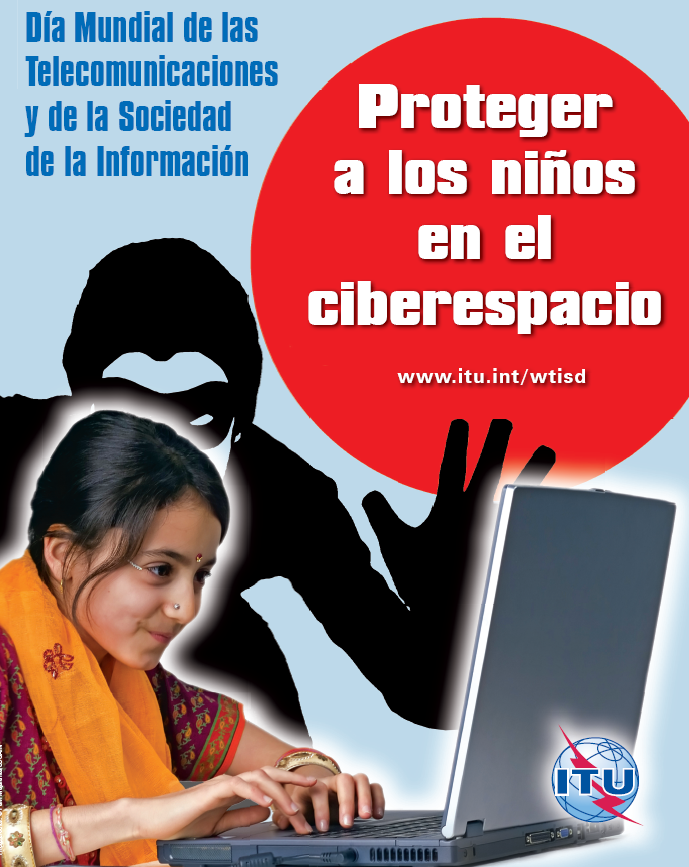 Día Mundial de las
Telecomunicaciones
y de la Sociedad
de la Información
Proteger
a los niños
en el
ciberespacio
www.itu.int/wtisd
ITU